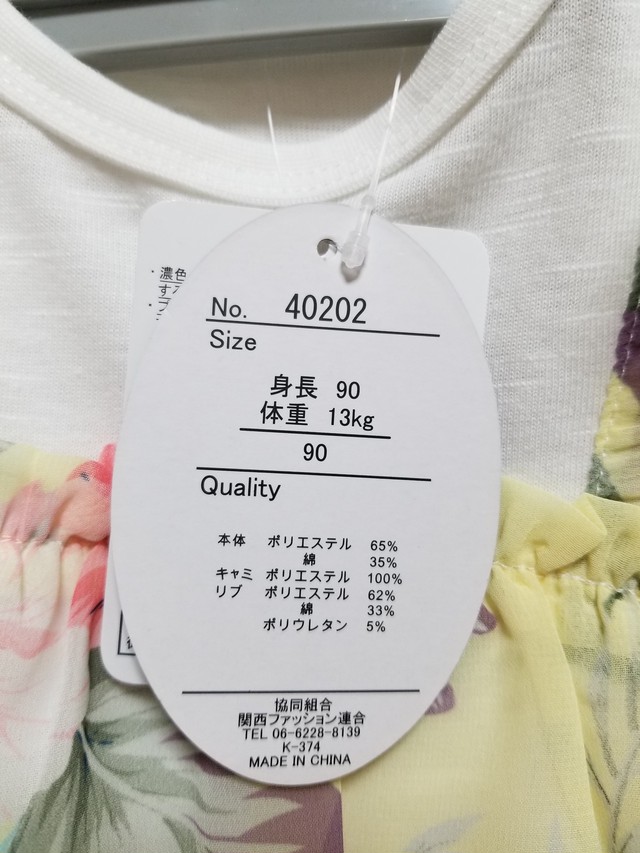 ・濃色
No. 40202
Size
身長 90
体重 13kg
90
Quality
本体 ポリエステル 65%
綿 35%
キャミ ポリエステル 100%
リブ ポリエステル 62%
綿 33%
ポリウレタン 5%
協同組合
関西ファッション連合
TEL 06-6228-8139
K-374
MADE IN CHINA